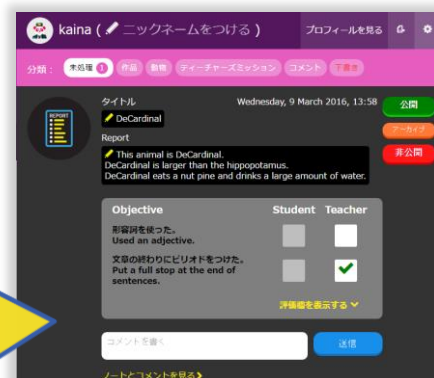 kaina ( ニックネームをつける ) プロフィールを見る
分類： 未処理 1 作品 動物 ティーチャーズミッション コメント 下書き
タイトル Wednesday, 9 March 2016, 13:58 公開
REPORT
DeCardinal
アーカイブ
Report
非公開
This animal is DeCardinal.
DeCardinal is larger than the hippopotamus.
DeCardinal eats a nut pine and drinks a large amount of water.
Objective Student Teacher
形容詞を使った。
Used an adjective.
文章の終わりにピリオドをつけた。
Put a full stop at the end of
sentences.
評価欄を表示する
コメントを書く 送信
ノートとコメントを見る